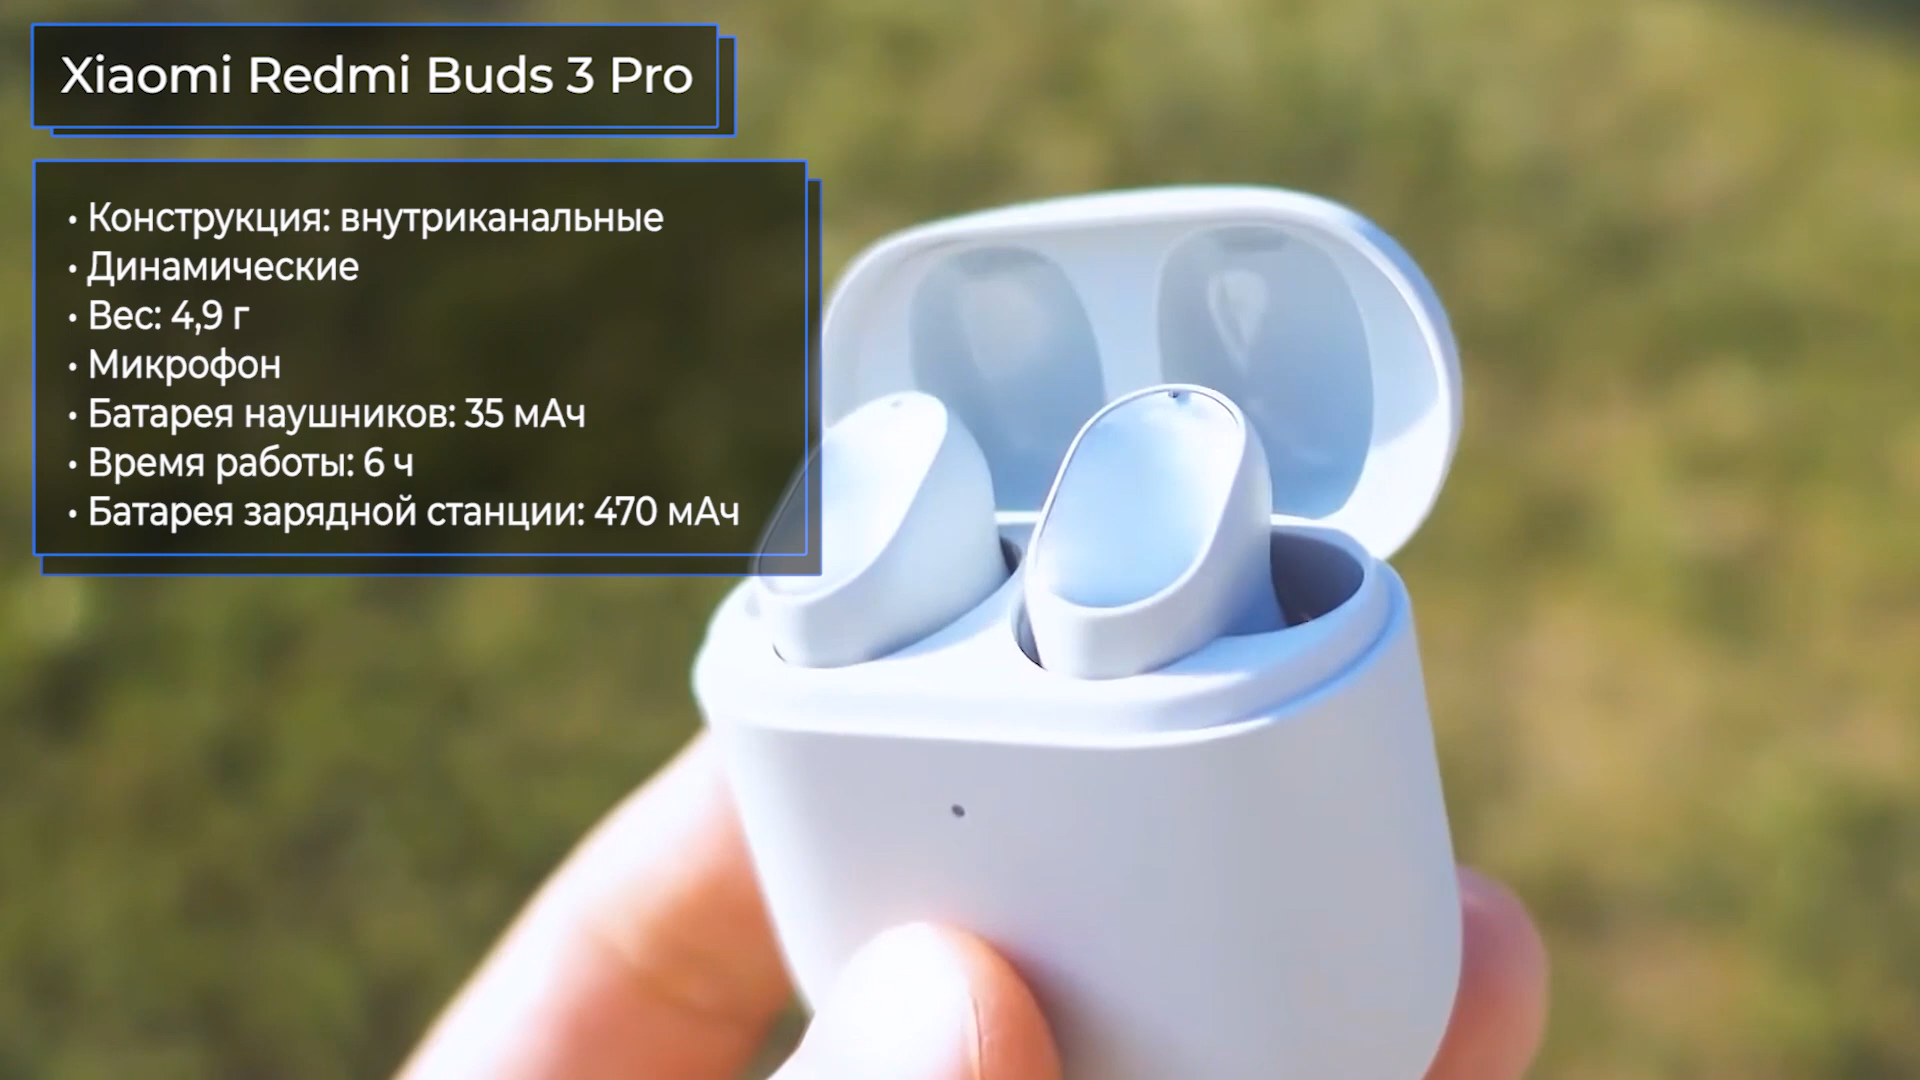 Xiaomi Redmi Buds 3 Pro
• Конструкция: внутриканальные
• Динамические
• Вес: 4,9 г
• Микрофон
• Батарея наушников: 35 мАч
• Время работы: 6 ч
• Батарея зарядной станции: 470 мАч